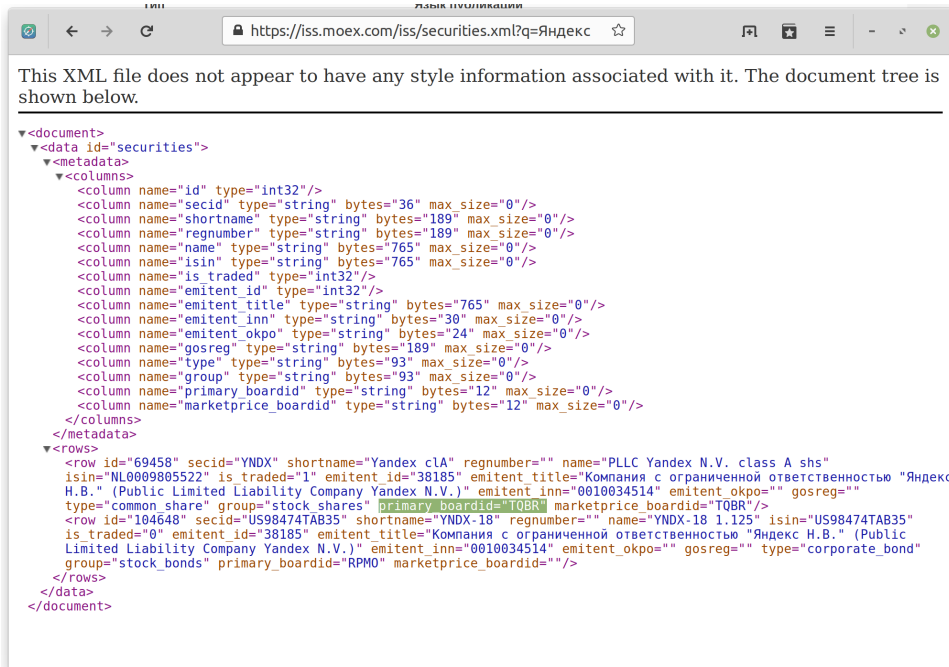 тип
Язык публикации
https://iss.moex.com/iss/securities.xml?q=Яндекс
This XML file does not appear to have any style information associated with it. The document tree is
shown below.
▼<document>
▼<data id="securities">
▼<metadata>
▼<columns>
<column name="id" type="int32"/>
<column name="secid" type="string" bytes="36" max_size="0"/>
<column name="shortname" type="string" bytes="189" max_size="0"/>
<column name="regnumber" type="string" bytes="189" max_size="0"/>
<column name="name" type="string" bytes="765" max_size="0"/>
<column name="isin" type="string" bytes="765" max_size="0"/>
<column name="is_traded" type="int32"/>
<column name="emitent_id" type="int32"/>
<column name="emitent_title" type="string" bytes="765" max_size="0"/>
<column name="emitent_inn" type="string" bytes="30" max_size="0"/>
<column name="emitent_okpo" type="string" bytes="24" max_size="0"/>
<column name="gosreg" type="string" bytes="189" max_size="0"/>
<column name="type" type="string" bytes="93" max_size="0"/>
<column name="group" type="string" bytes="93" max_size="0"/>
<column name="primary_boardid" type="string" bytes="12" max_size="0"/>
<column name="marketprice_boardid" type="string" bytes="12" max_size="0"/>
</columns>
</metadata>
▼<rows>
<row id="69458" secid="YNDX" shortname="Yandex clA" regnumber="" name="PLLC Yandex N.V. class A shs"
isin="NL0009805522" is_traded="1" emitent_id="38185" emitent_title="Компания с ограниченной ответственностью "Яндекс
Н.В." (Public Limited Liability Company Yandex N.V.)" emitent_inn="0010034514" emitent_okpo="" gosreg=""
type="common_share" group="stock_shares" primary_boardid="TQBR" marketprice_boardid="TQBR"/>
<row id="104648" secid="US98474TAB35" shortname="YNDX-18" regnumber="" name="YNDX-18 1.125" isin="US98474TAB35"
is_traded="0" emitent_id="38185" emitent_title="Компания с ограниченной ответственностью "Яндекс Н.В." (Public
Limited Liability Company Yandex N.V.)" emitent_inn="0010034514" emitent_okpo="" gosreg="" type="corporate_bond"
group="stock_bonds" primary_boardid="RPMO" marketprice_boardid=""/>
</rows>
</data>
</document>